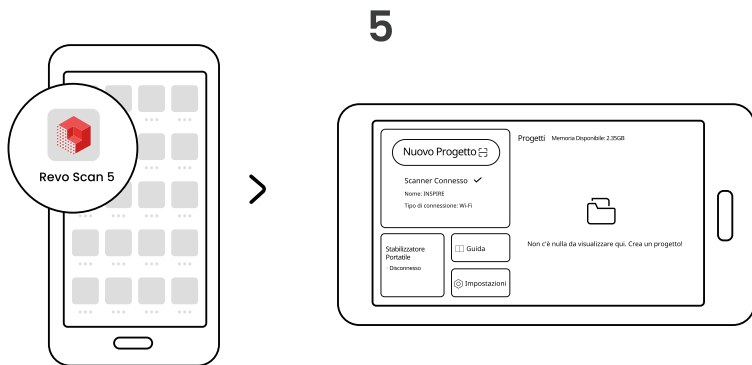 5
Revo Scan 5
Nuovo Progetto
Scanner Connesso
Nome: INSPIRE
Tipo di connessione: Wi-Fi
Stabilizzatore
Portatile
· Disconnesso
Guida
Impostazioni
Progetti Memoria Disponibile: 2.35GB
Non c'è nulla da visualizzare qui. Crea un progetto!